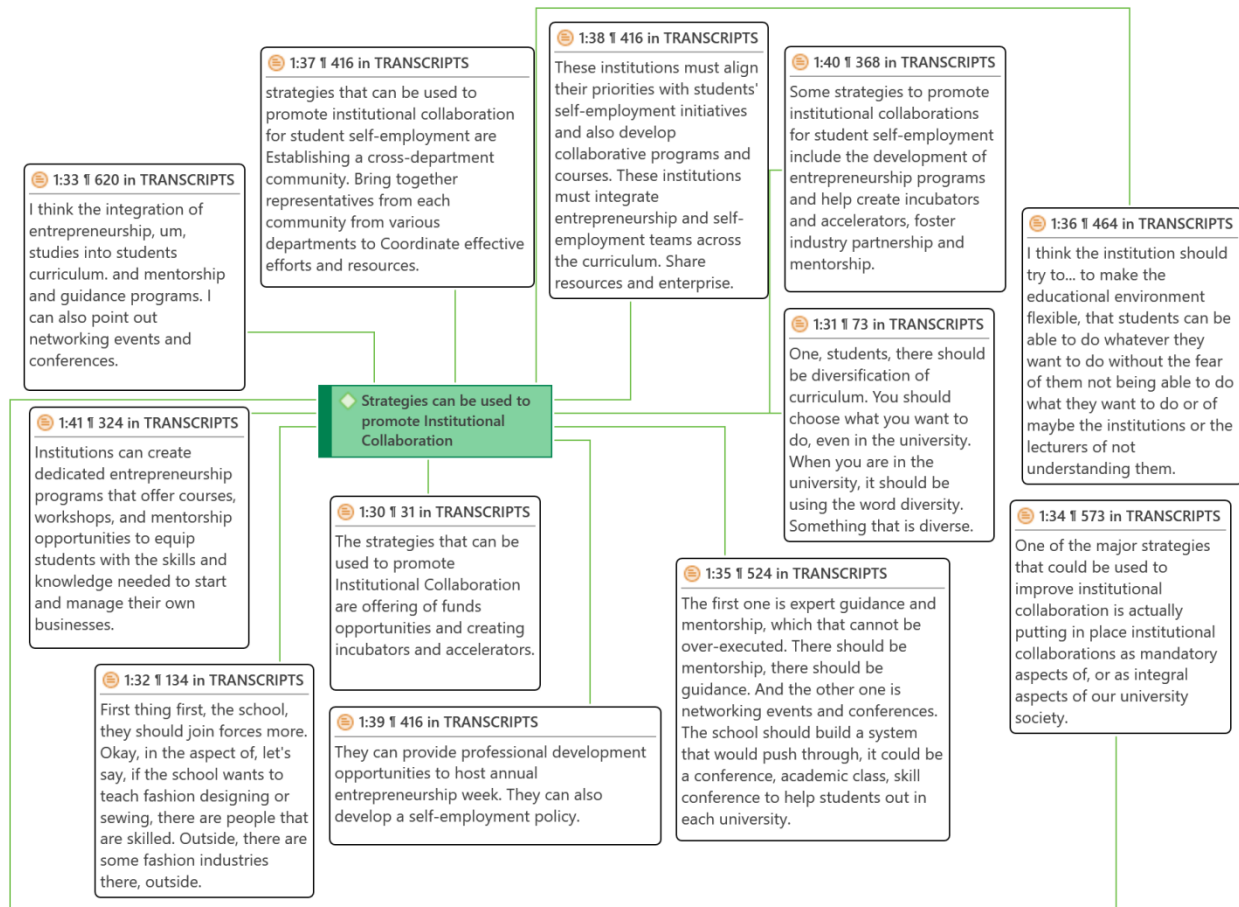 1:38 ¶ 416 in TRANSCRIPTS
These institutions must align
their priorities with students'
self-employment initiatives
and also develop
collaborative programs and
courses. These institutions
must integrate
entrepreneurship and self-
employment teams across
the curriculum. Share
resources and enterprise.
1:37 ¶ 416 in TRANSCRIPTS
strategies that can be used to
promote institutional collaboration
for student self-employment are
Establishing a cross-department
community. Bring together
representatives from each
community from various
departments to Coordinate effective
efforts and resources.
1:40 ¶ 368 in TRANSCRIPTS
Some strategies to promote
institutional collaborations
for student self-employment
include the development of
entrepreneurship programs
and help create incubators
and accelerators, foster
industry partnership and
mentorship.
1:33 ¶ 620 in TRANSCRIPTS
I think the integration of
entrepreneurship, um,
studies into students
curriculum. and mentorship
and guidance programs. I
can also point out
networking events and
conferences.
1:36 ¶ 464 in TRANSCRIPTS
I think the institution should
try to... to make the
educational environment
flexible, that students can be
able to do whatever they
want to do without the fear
of them not being able to do
what they want to do or of
maybe the institutions or the
lecturers of not
understanding them.
1:31 ¶ 73 in TRANSCRIPTS
One, students, there should
be diversification of
curriculum. You should
choose what you want to
do, even in the university.
When you are in the
university, it should be
using the word diversity.
Something that is diverse.
Strategies can be used to
promote Institutional
Collaboration
1:41 ¶ 324 in TRANSCRIPTS
Institutions can create
dedicated entrepreneurship
programs that offer courses,
workshops, and mentorship
opportunities to equip
students with the skills and
knowledge needed to start
and manage their own
businesses.
1:30 ¶ 31 in TRANSCRIPTS
The strategies that can be
used to promote
Institutional Collaboration
are offering of funds
opportunities and creating
incubators and accelerators.
1:34 ¶ 573 in TRANSCRIPTS
One of the major strategies
that could be used to
improve institutional
collaboration is actually
putting in place institutional
collaborations as mandatory
aspects of, or as integral
aspects of our university
society.
1:35 ¶ 524 in TRANSCRIPTS
The first one is expert guidance and
mentorship, which that cannot be
over-executed. There should be
mentorship, there should be
guidance. And the other one is
networking events and conferences.
The school should build a system
that would push through, it could be
a conference, academic class, skill
conference to help students out in
each university.
1:32 ¶ 134 in TRANSCRIPTS
First thing first, the school,
they should join forces more.
Okay, in the aspect of, let's
say, if the school wants to
teach fashion designing or
sewing, there are people that
are skilled. Outside, there are
some fashion industries
there, outside.
1:39 ¶ 416 in TRANSCRIPTS
They can provide professional development
opportunities to host annual
entrepreneurship week. They can also
develop a self-employment policy.